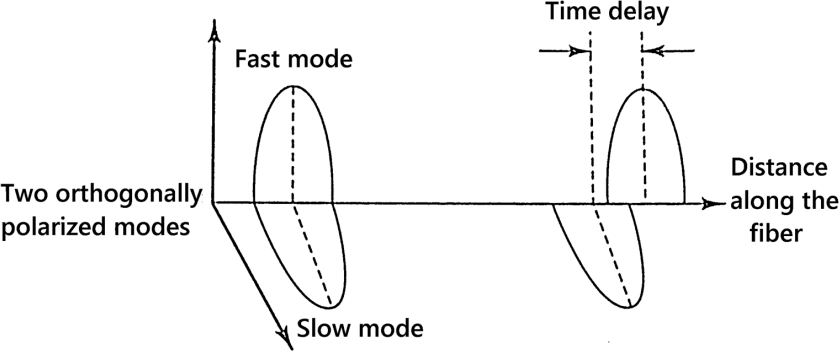 Time delay
Fast mode
Two orthogonally
polarized modes
Distance
along the
fiber
Slow mode